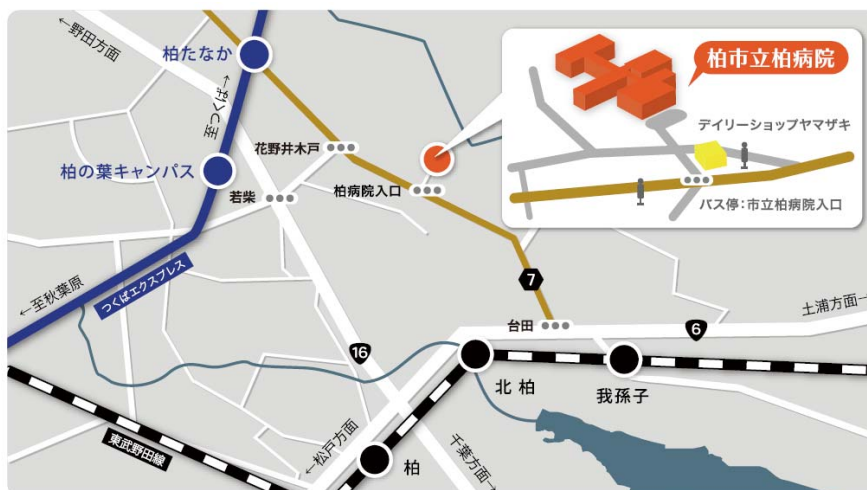 ←野田方面
柏たなか
至つくば→
柏の葉キャンパス
花野井木戸
若柴
柏病院入口
柏市立柏病院
デイリーショップヤマザキ
バス停：市立柏病院入口
←至秋葉原
つくばエクスプレス
7
台田
土浦方面→
6
16
北柏
我孫子
東武野田線
←松戸方面
柏
千葉方面→